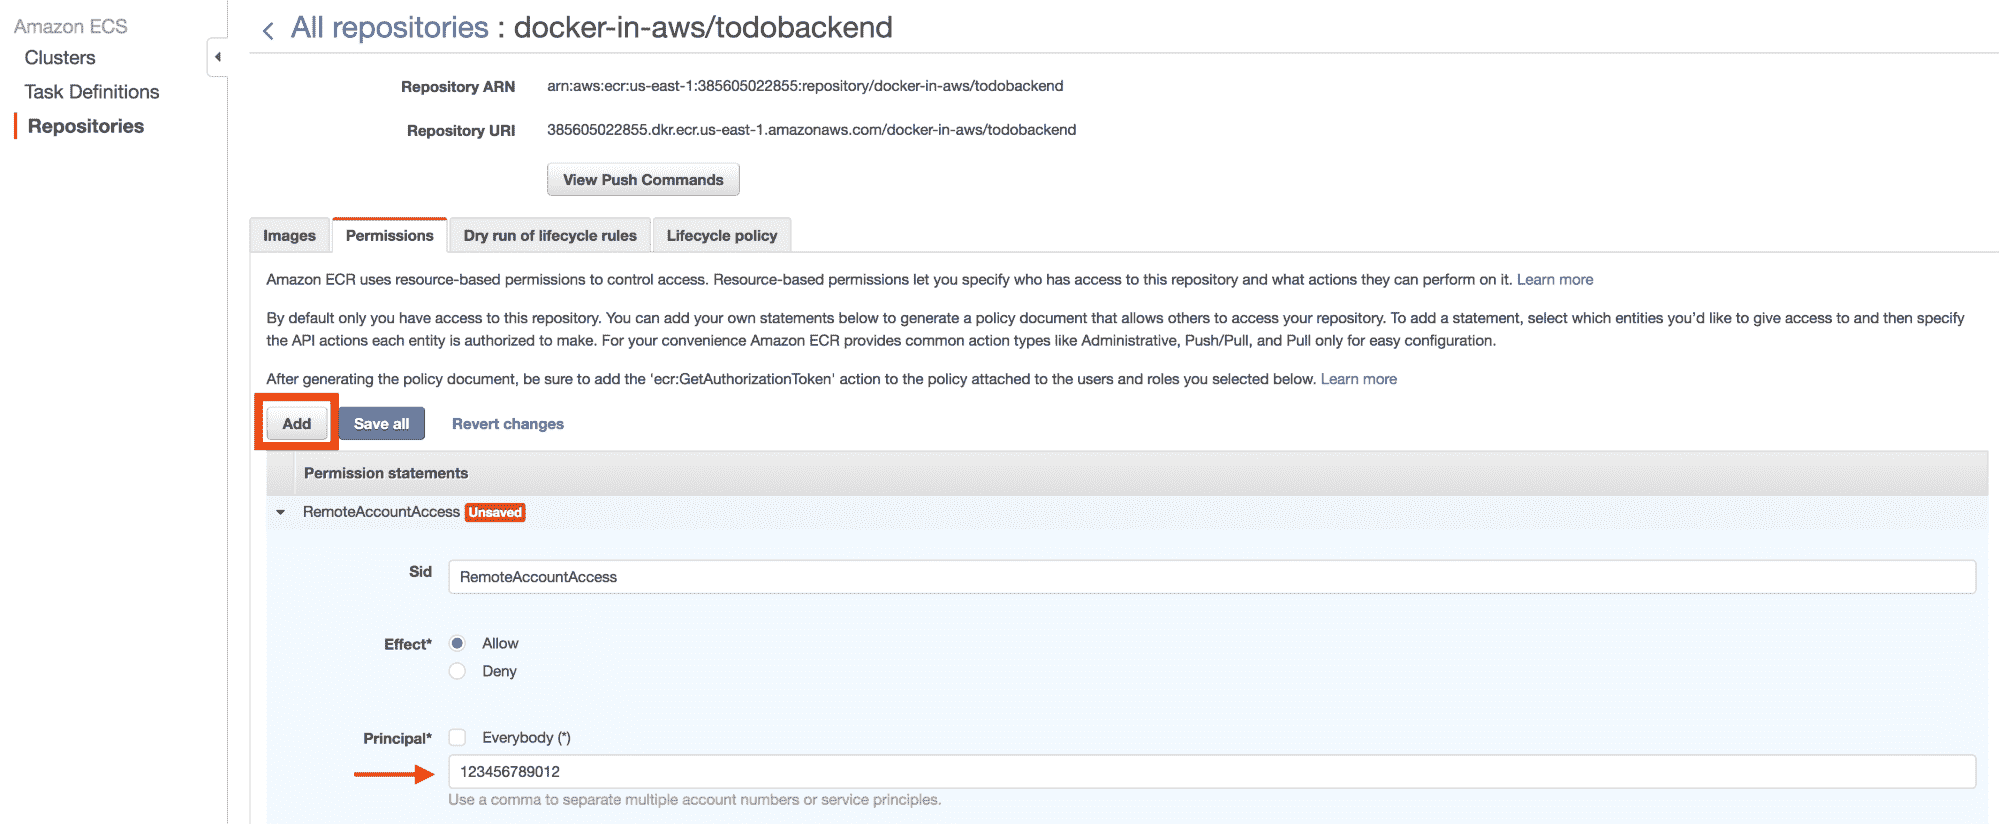 Amazon ECS
Clusters
Task Definitions
Repositories
All repositories : docker-in-aws/todobackend
Repository ARN arn:aws:ecr:us-east-1:385605022855:repository/docker-in-aws/todobackend
Repository URI 385605022855.dkr.ecr.us-east-1.amazonaws.com/docker-in-aws/todobackend
View Push Commands
Images Permissions Dry run of lifecycle rules Lifecycle policy
Amazon ECR uses resource-based permissions to control access. Resource-based permissions let you specify who has access to this repository and what actions they can perform on it. Learn more
By default only you have access to this repository. You can add your own statements below to generate a policy document that allows others to access your repository. To add a statement, select which entities you'd like to give access to and then specify
the API actions each entity is authorized to make. For your convenience Amazon ECR provides common action types like Administrative, Push/Pull, and Pull only for easy configuration.
After generating the policy document, be sure to add the 'ecr:GetAuthorizationToken' action to the policy attached to the users and roles you selected below. Learn more
Add Save all Revert changes
Permission statements
RemoteAccountAccess Unsaved
Sid RemoteAccountAccess
Effect* Allow
Deny
Principal* Everybody (*)
123456789012
Use a comma to separate multiple account numbers or service principles.